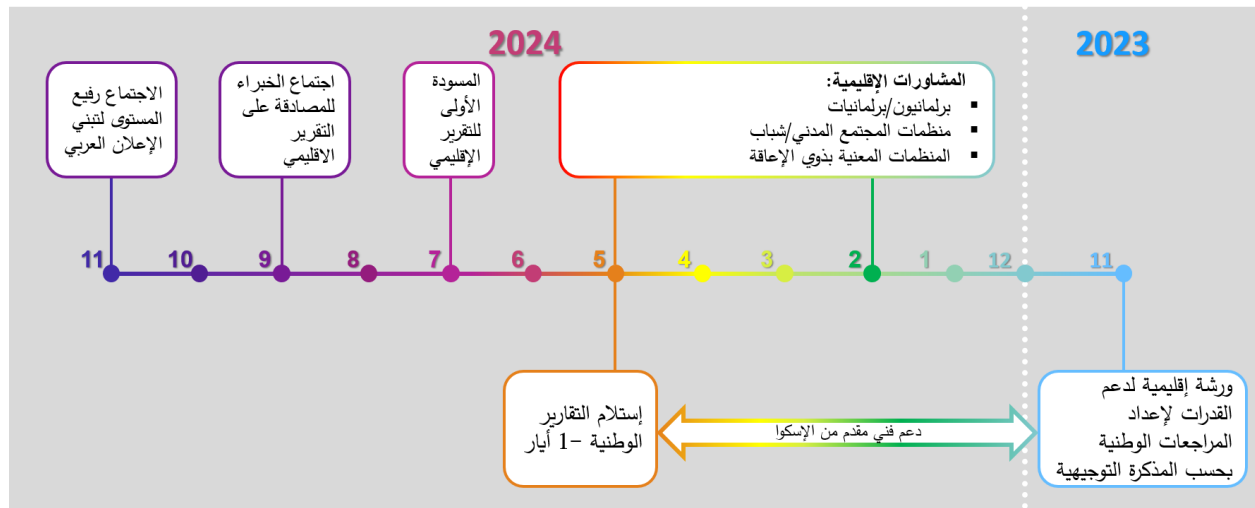 2023
2024
المشاورات الإقليمية:
▪ برلمانيون/برلمانيات
▪ منظمات المجتمع المدني/شباب
▪ المنظمات المعنية بذوي الإعاقة
المسودة
الأولى
للتقرير
الإقليمي
اجتماع الخبراء
للمصادقة على
التقرير
الاقليمي
الاجتماع رفيع
المستوى لتبني
الإعلان العربي
11
12
1
2
3
4
5
6
7
8
9
10
11
ورشة إقليمية لدعم
القدرات لإعداد
المراجعات الوطنية
بحسب المذكرة التوجيهية
دعم فني مقدم من الإسكوا
إستلام التقارير
الوطنية –1 أيار